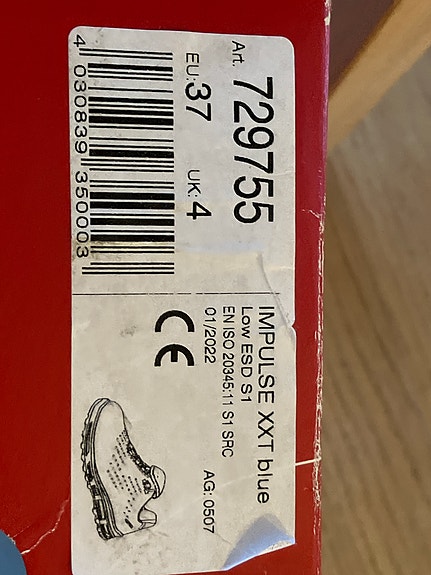 Art. 729755
EU: 37 UK: 4
4 030839 350003
IMPULSE XXT blue
Low ESD S1
EN ISO 20345:11 S1 SRC
01/2022 AG: 0507
CE